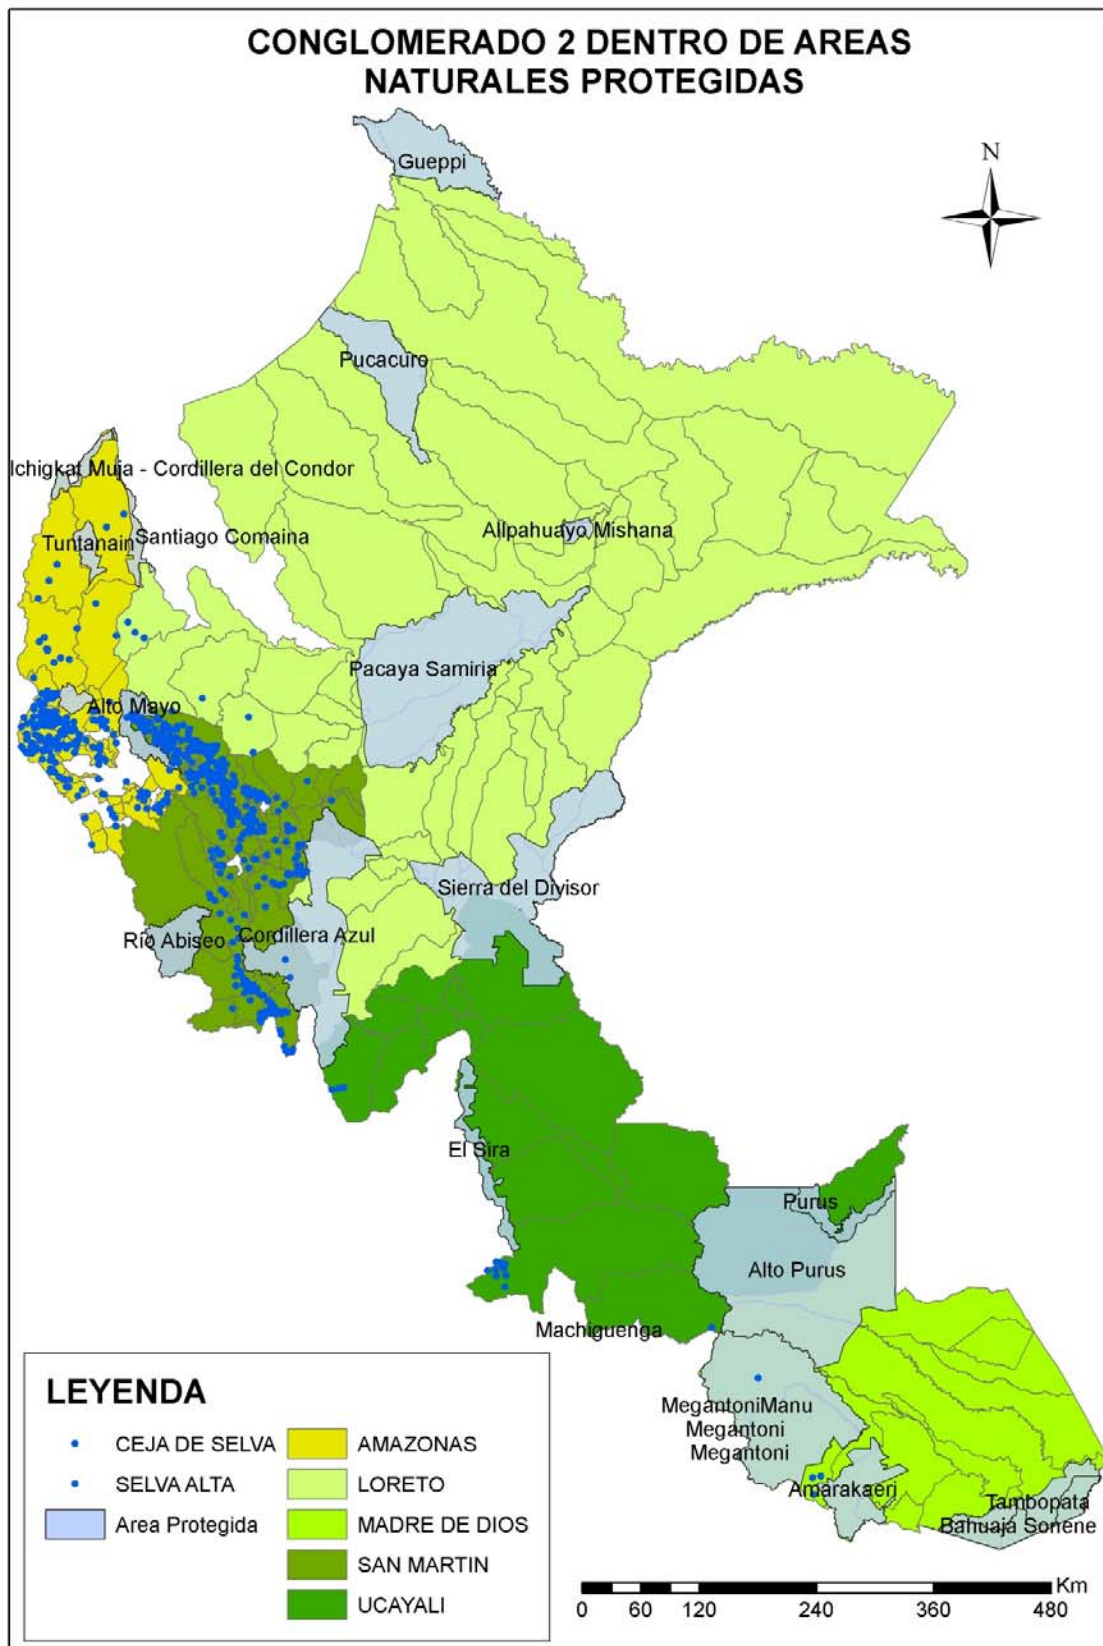 CONGLOMERADO 2 DENTRO DE AREAS
NATURALES PROTEGIDAS
Gueppi
N
Pucacuro
Ichigkat Muja - Cordillera del Condor
Allpahuayo Mishana
Santiago Comaina
Tuntanain
Pacaya Samiria
Alto Mayo
Sierra del Divisor
Río Abiseo
Cordillera Azul
El Sira
Purus
Alto Purus
Machiguenga
MegantoniManu
Megantoni
Megantoni
Amarakaeri
Tambopata
Bahuaja Sonene
LEYENDA
CEJA DE SELVA
SELVA ALTA
Area Protegida
AMAZONAS
LORETO
MADRE DE DIOS
SAN MARTIN
UCAYALI
Km
0 60 120 240 360 480